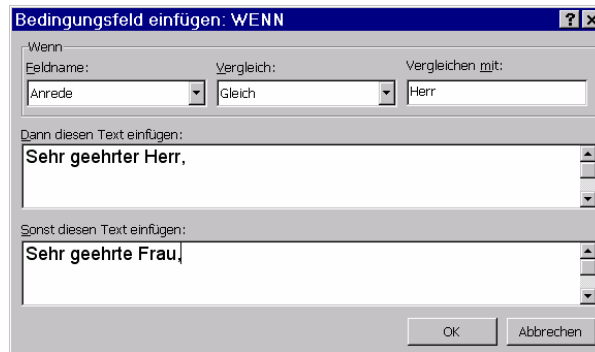 Bedingungsfeld einfügen: WENN
Wenn
Feldname: Vergleich: Vergleichen mit:
Anrede Gleich Herr
Dann diesen Text einfügen:
Sehr geehrter Herr,
Sonst diesen Text einfügen:
Sehr geehrte Frau,
OK Abbrechen